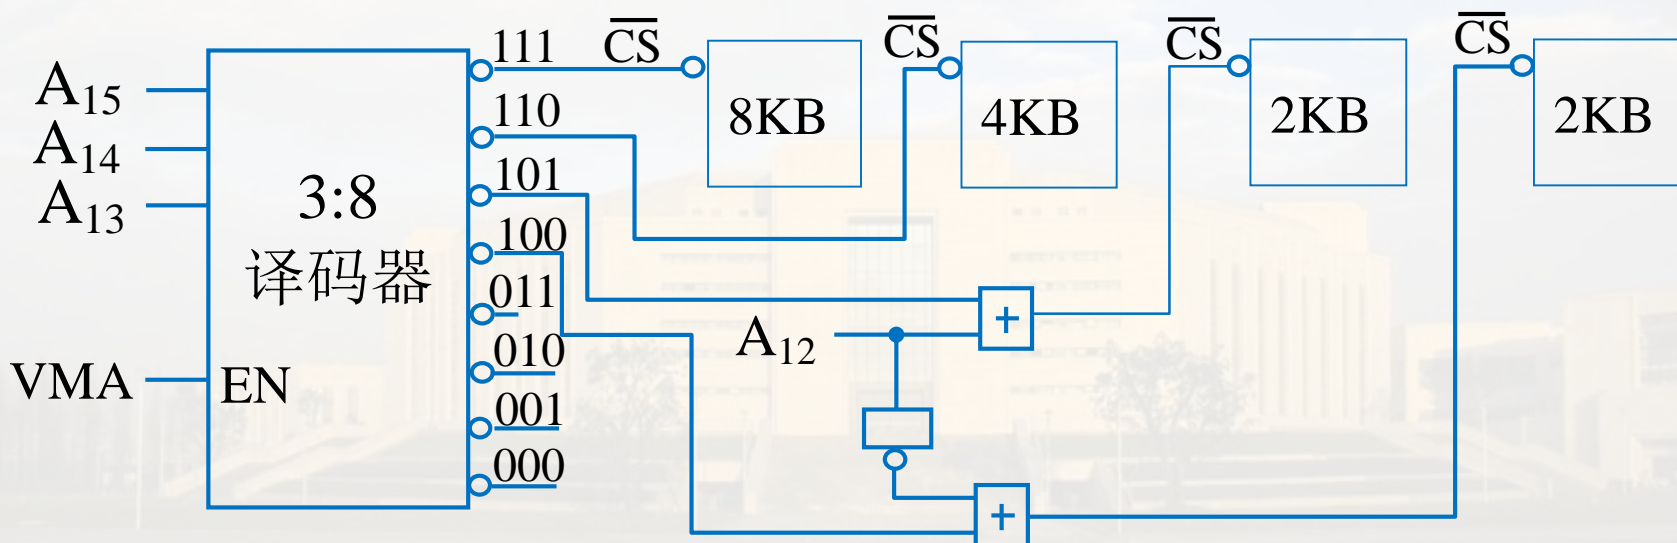 A15
A14
A13
VMA
EN
3:8
译码器
111
110
101
100
011
010
001
000
CS
8KB
CS
4KB
CS
2KB
CS
2KB
A12
+
+